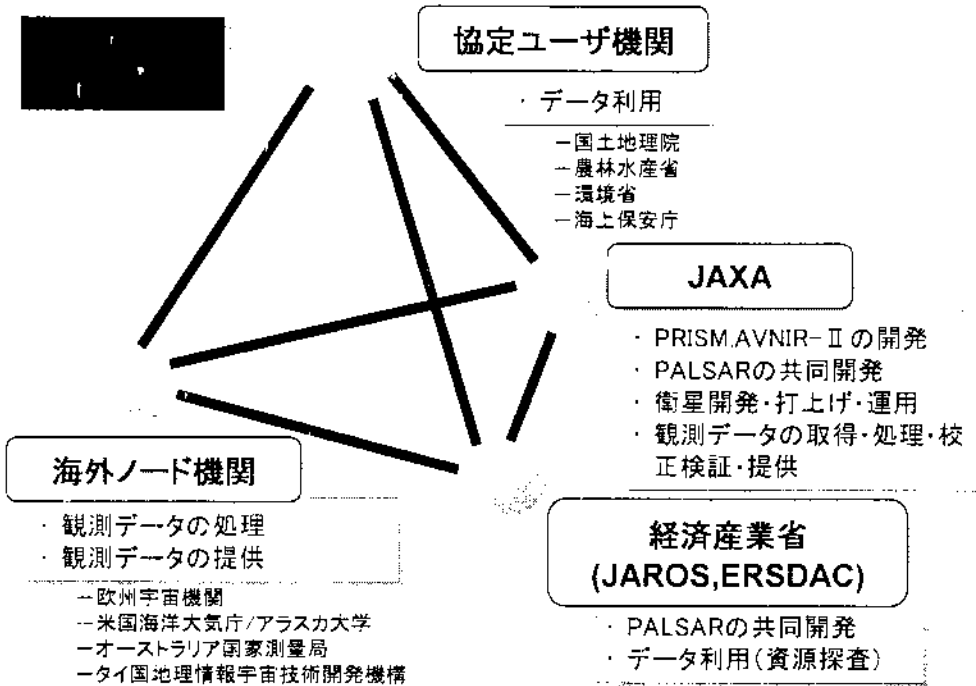 協定ユーザ機関
・ データ利用
－国土地理院
－農林水産省
－環境省
－海上保安庁
JAXA
・ PRISM,AVNIR-Ⅱの開発
・ PALSARの共同開発
・ 衛星開発・打上げ・運用
・ 観測データの取得・処理・校
正検証・提供
海外ノード機関
・ 観測データの処理
・ 観測データの提供
－欧州宇宙機関
－米国海洋大気庁/アラスカ大学
－オーストラリア国家測量局
－タイ国地理情報宇宙技術開発機構
経済産業省
(JAROS,ERSDAC)
・ PALSARの共同開発
・ データ利用(資源探査)